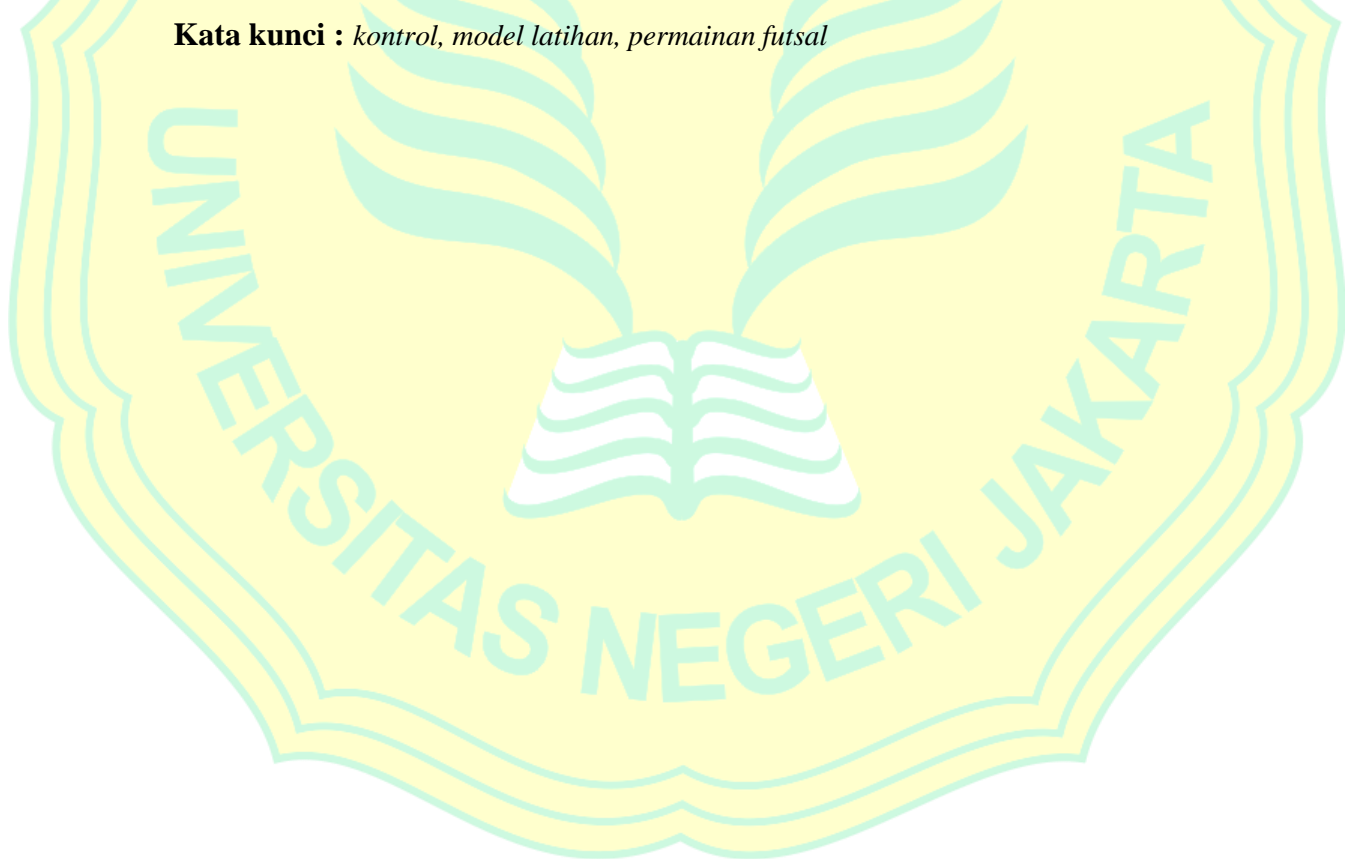 Kata kunci : kontrol, model latihan, permainan futsal
UNIVERSITAS NEGERI JAKARTA